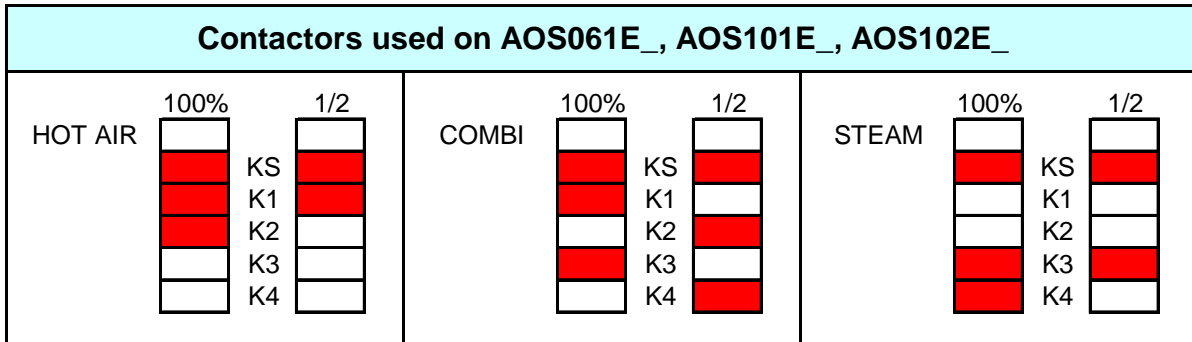 Contactors used on AOS061E_, AOS101E_, AOS102E_
100% 1/2 100% 1/2 100% 1/2
HOT AIR COMBI STEAM
KS KS KS
K1 K1 K1
K2 K2 K2
K3 K3 K3
K4 K4 K4